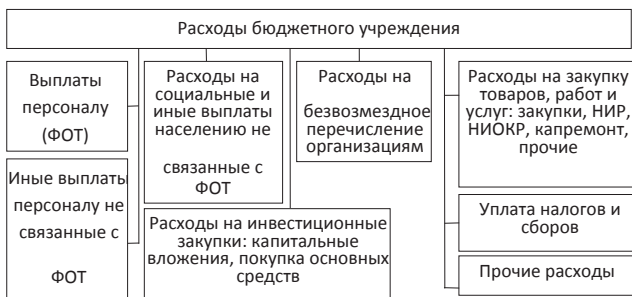 Расходы бюджетного учреждения
Выплаты
персоналу
(ФОТ)
Расходы на
социальные и
иные выплаты
населению не
связанные с
ФОТ
Расходы на
безвозмездное
перечисление
организациям
Расходы на закупку
товаров, работ и
услуг: закупки, НИР,
НИОКР, капремонт,
прочие
Иные выплаты
персоналу не
связанные с
ФОТ
Расходы на инвестиционные
закупки: капитальные
вложения, покупка основных
средств
Уплата налогов и
сборов
Прочие расходы